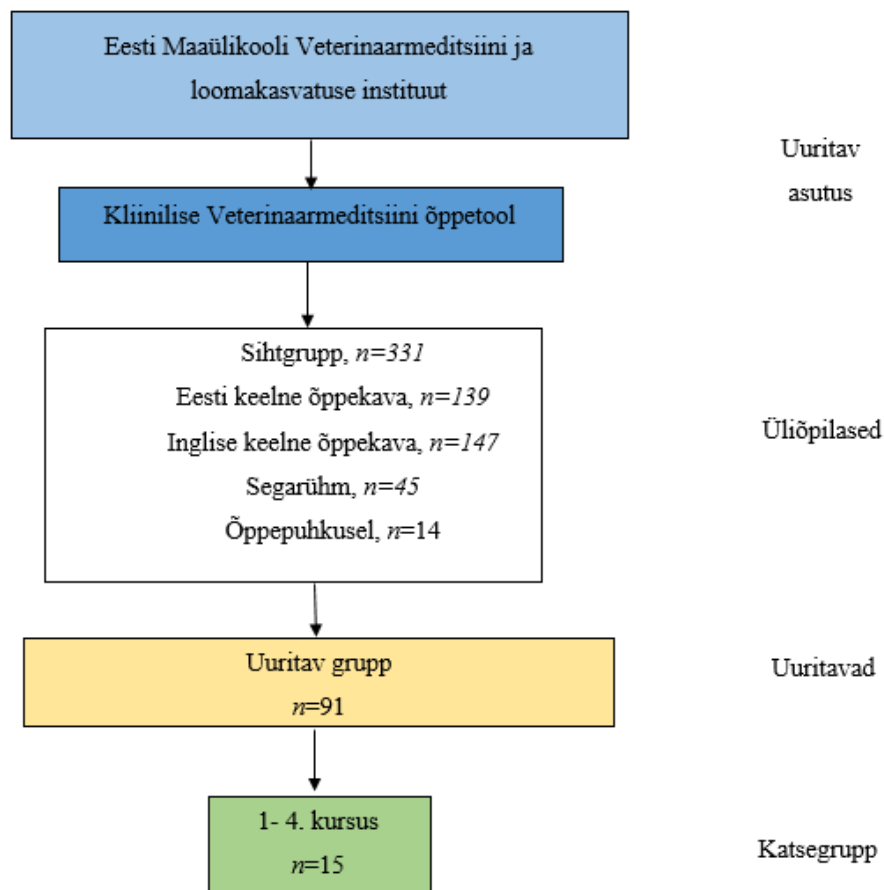 Eesti Maaülikooli Veterinaarmeditsiini ja
loomakasvatuse instituut
Uuritav
asutus
Kliinilise Veterinaarmeditsiini õppetool
Sihtgrupp, n=331
Eesti keelne õppekava, n=139
Inglise keelne õppekava, n=147
Segarühm, n=45
Õppepuhkusel, n=14
Üliõpilased
Uuritav grupp
n=91
Uuritavad
1- 4. kursus
n=15
Katsegrupp